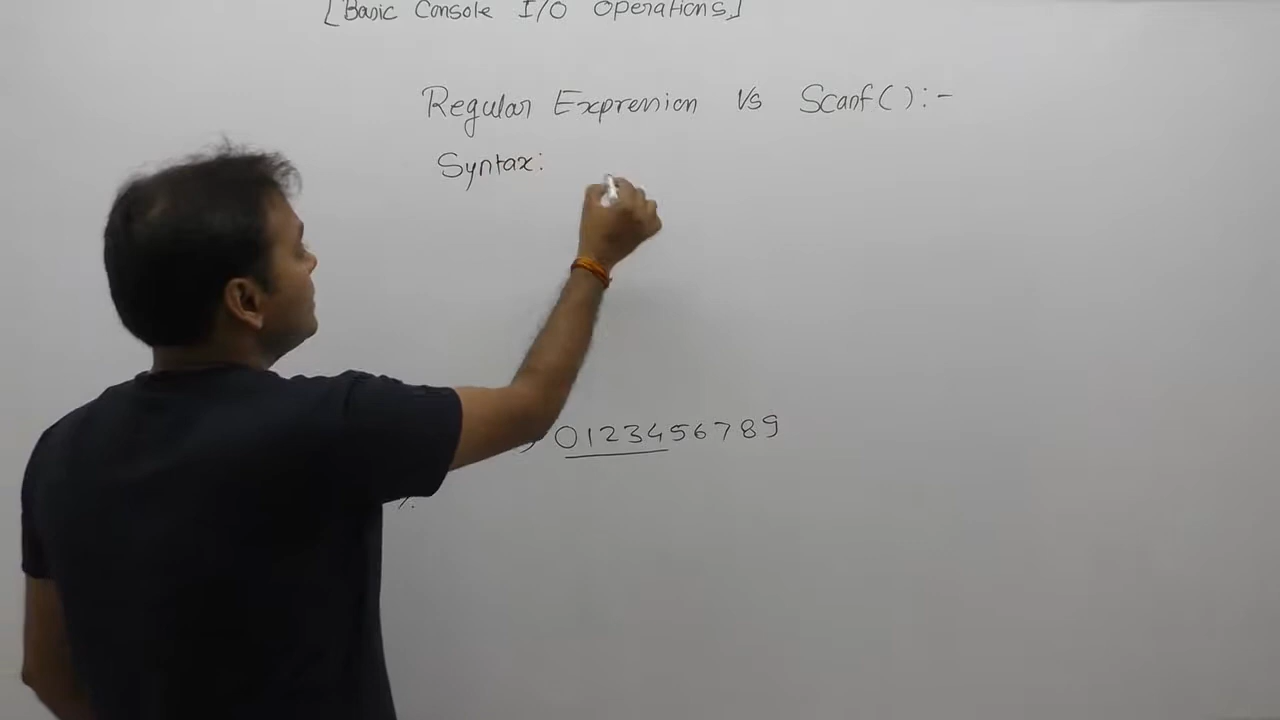 [Basic Console I/O Operations]
Regular Expression Vs Scanf() :-
Syntax:
0123456789
%.